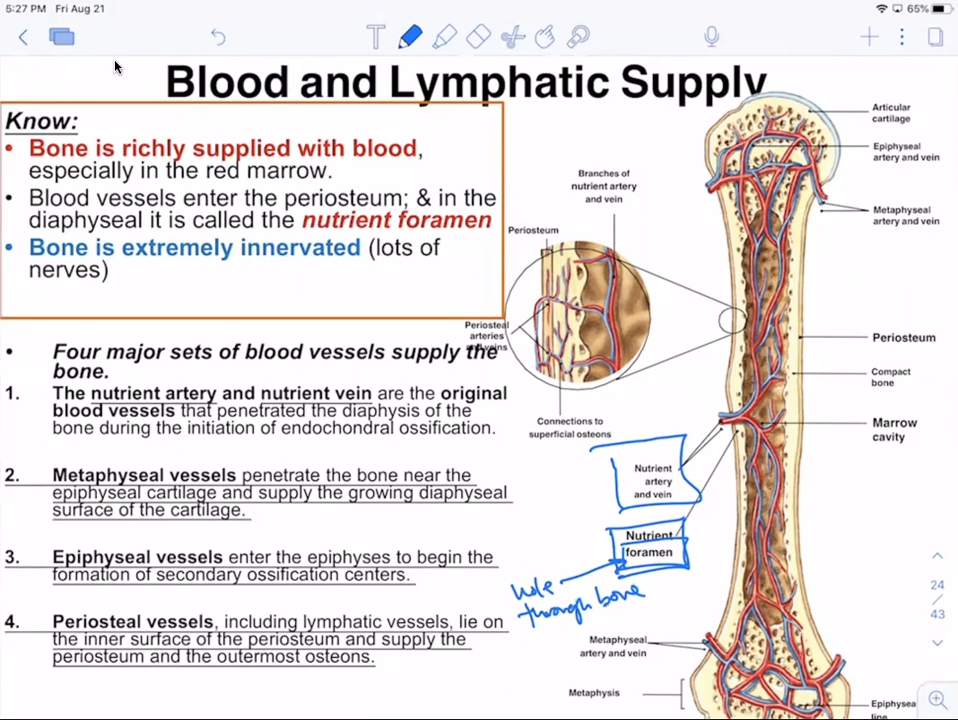 5:27 PM Fri Aug 21
65%
Blood and Lymphatic Supply
Know:
• Bone is richly supplied with blood,
especially in the red marrow.
• Blood vessels enter the periosteum; & in the
diaphyseal it is called the nutrient foramen
• Bone is extremely innervated (lots of
nerves)
• Four major sets of blood vessels supply the
bone.
1. The nutrient artery and nutrient vein are the original
blood vessels that penetrated the diaphysis of the
bone during the initiation of endochondral ossification.
2. Metaphyseal vessels penetrate the bone near the
epiphyseal cartilage and supply the growing diaphyseal
surface of the cartilage.
3. Epiphyseal vessels enter the epiphyses to begin the
formation of secondary ossification centers.
4. Periosteal vessels, including lymphatic vessels, lie on
the inner surface of the periosteum and supply the
periosteum and the outermost osteons.
Branches of
nutrient artery
and vein
Periosteum
Periosteal
arteries
and veins
Connections to
superficial osteons
Nutrient
artery
and vein
Nutrient
foramen
hole
through bone
Metaphyseal
artery and vein
Metaphysis
Articular
cartilage
Epiphyseal
artery and vein
Metaphyseal
artery and vein
Periosteum
Compact
bone
Marrow
cavity
Epiphysea
line
24
/
43